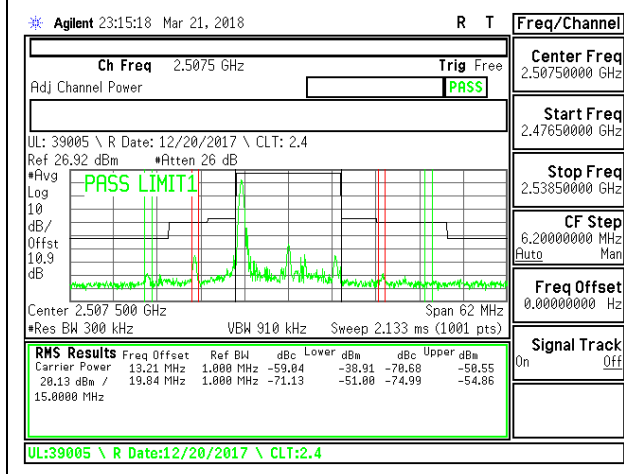 Agilent 23:15:18 Mar 21, 2018 R T
Freq/Channel
Ch Freq 2.5075 GHz Trig Free
Adj Channel Power PASS
Center Freq
2.50750000 GHz
Start Freq
2.47650000 GHz
Stop Freq
2.53850000 GHz
CF Step
6.20000000 MHz
Auto Man
Freq Offset
0.00000000 Hz
Signal Track
On Off
UL: 39005 \ R Date: 12/20/2017 \ CLT: 2.4
Ref 26.92 dBm #Atten 26 dB
#Avg
Log
10
dB/
Offst
10.9
dB
PASS LIMIT1
Center 2.507 500 GHz Span 62 MHz
#Res BW 300 kHz VBW 910 kHz Sweep 2.133 ms (1001 pts)
RMS Results Freq Offset Ref BW dBc Lower dBm dBc Upper dBm
Carrier Power 13.21 MHz 1.000 MHz -59.04 -38.91 -70.68 -50.55
20.13 dBm / 19.84 MHz 1.000 MHz -71.13 -51.00 -74.99 -54.86
15.0000 MHz
UL:39005 \ R Date:12/20/2017 \ CLT:2.4